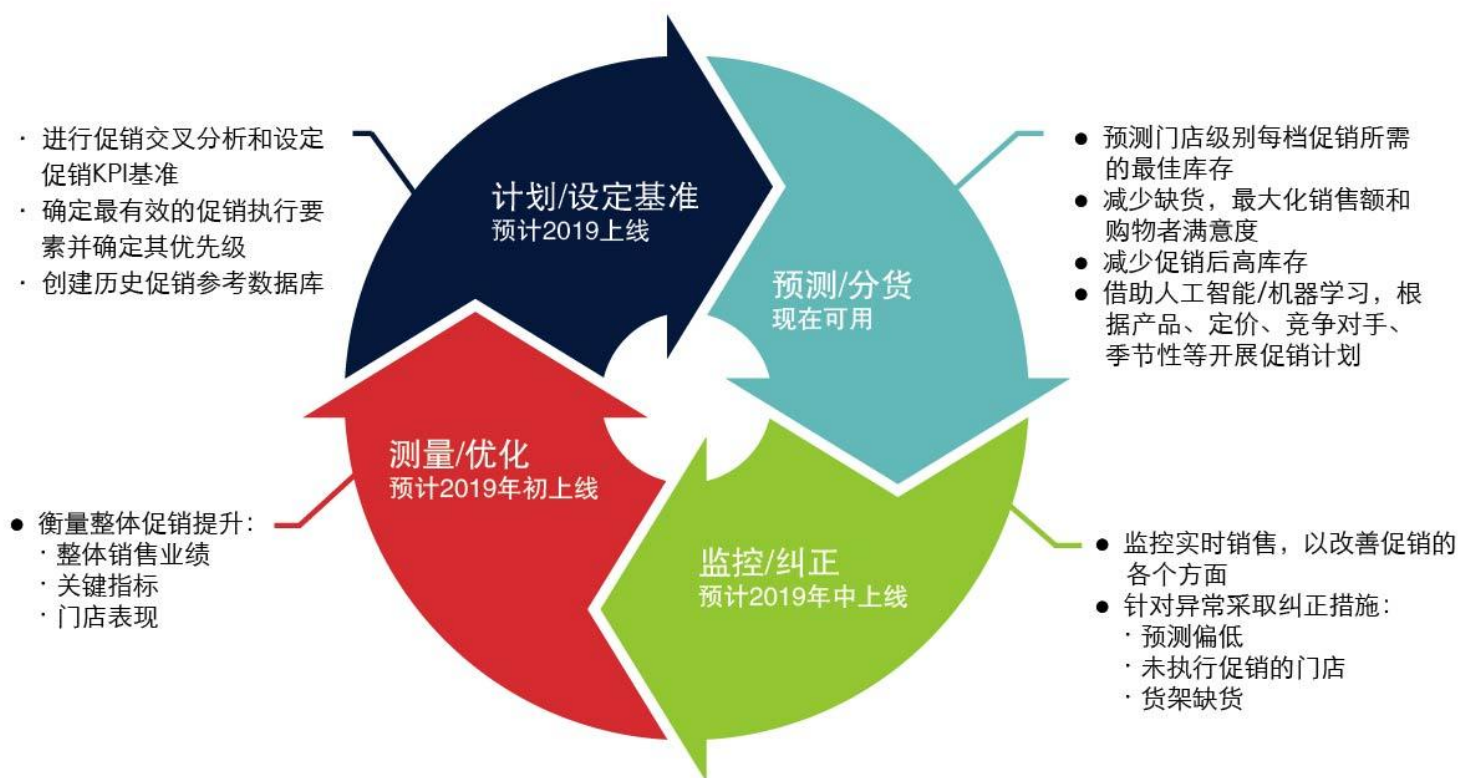 · 进行促销交叉分析和设定
促销KPI基准
· 确定最有效的促销执行要
素并确定其优先级
· 创建历史促销参考数据库
计划/设定基准
预计2019上线
预测/分货
现在可用
● 预测门店级别每档促销所需
的最佳库存
● 减少缺货，最大化销售额和
购物者满意度
● 减少促销后高库存
● 借助人工智能/机器学习，根
据产品、定价、竞争对手、
季节性等开展促销计划
测量/优化
预计2019年初上线
● 衡量整体促销提升：
· 整体销售业绩
· 关键指标
· 门店表现
监控/纠正
预计2019年中上线
● 监控实时销售，以改善促销的
各个方面
● 针对异常采取纠正措施：
· 预测偏低
· 未执行促销的门店
· 货架缺货